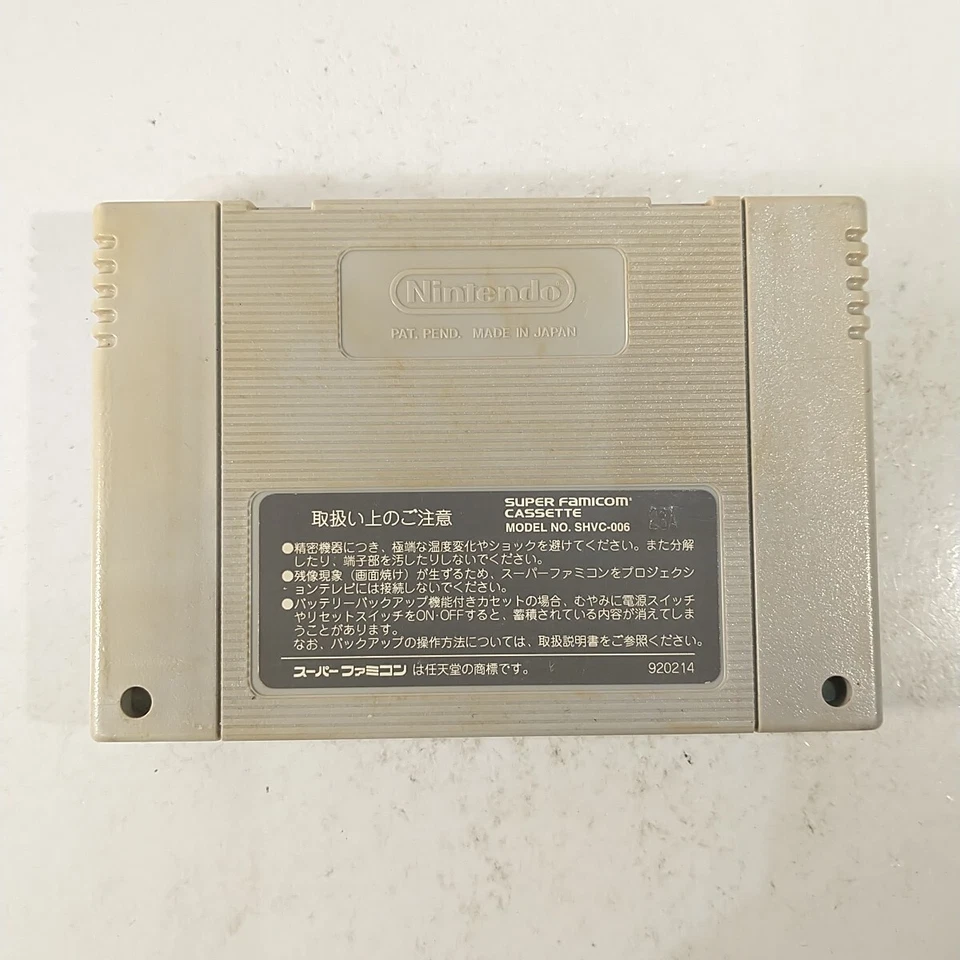 Nintendo
PAT. PEND. MADE IN JAPAN
取扱い上のご注意
SUPER FAMICOM
CASSETTE
MODEL NO. SHVC-006
●精密機器につき、極端な温度変化やショックを避けてください。また分解
したり、端子部を汚したりしないでください。
●残像現象（画面焼け）が生ずるため、スーパーファミコンをプロジェクシ
ョンテレビには接続しないでください。
●バッテリーバックアップ機能付きカセットの場合、むやみに電源スイッチ
やリセットスイッチをON・OFFすると、蓄積されている内容が消えてしま
うことがあります。
なお、バックアップの操作方法については、取扱説明書をご参照ください。
スーパーファミコン は任天堂の商標です。
920214